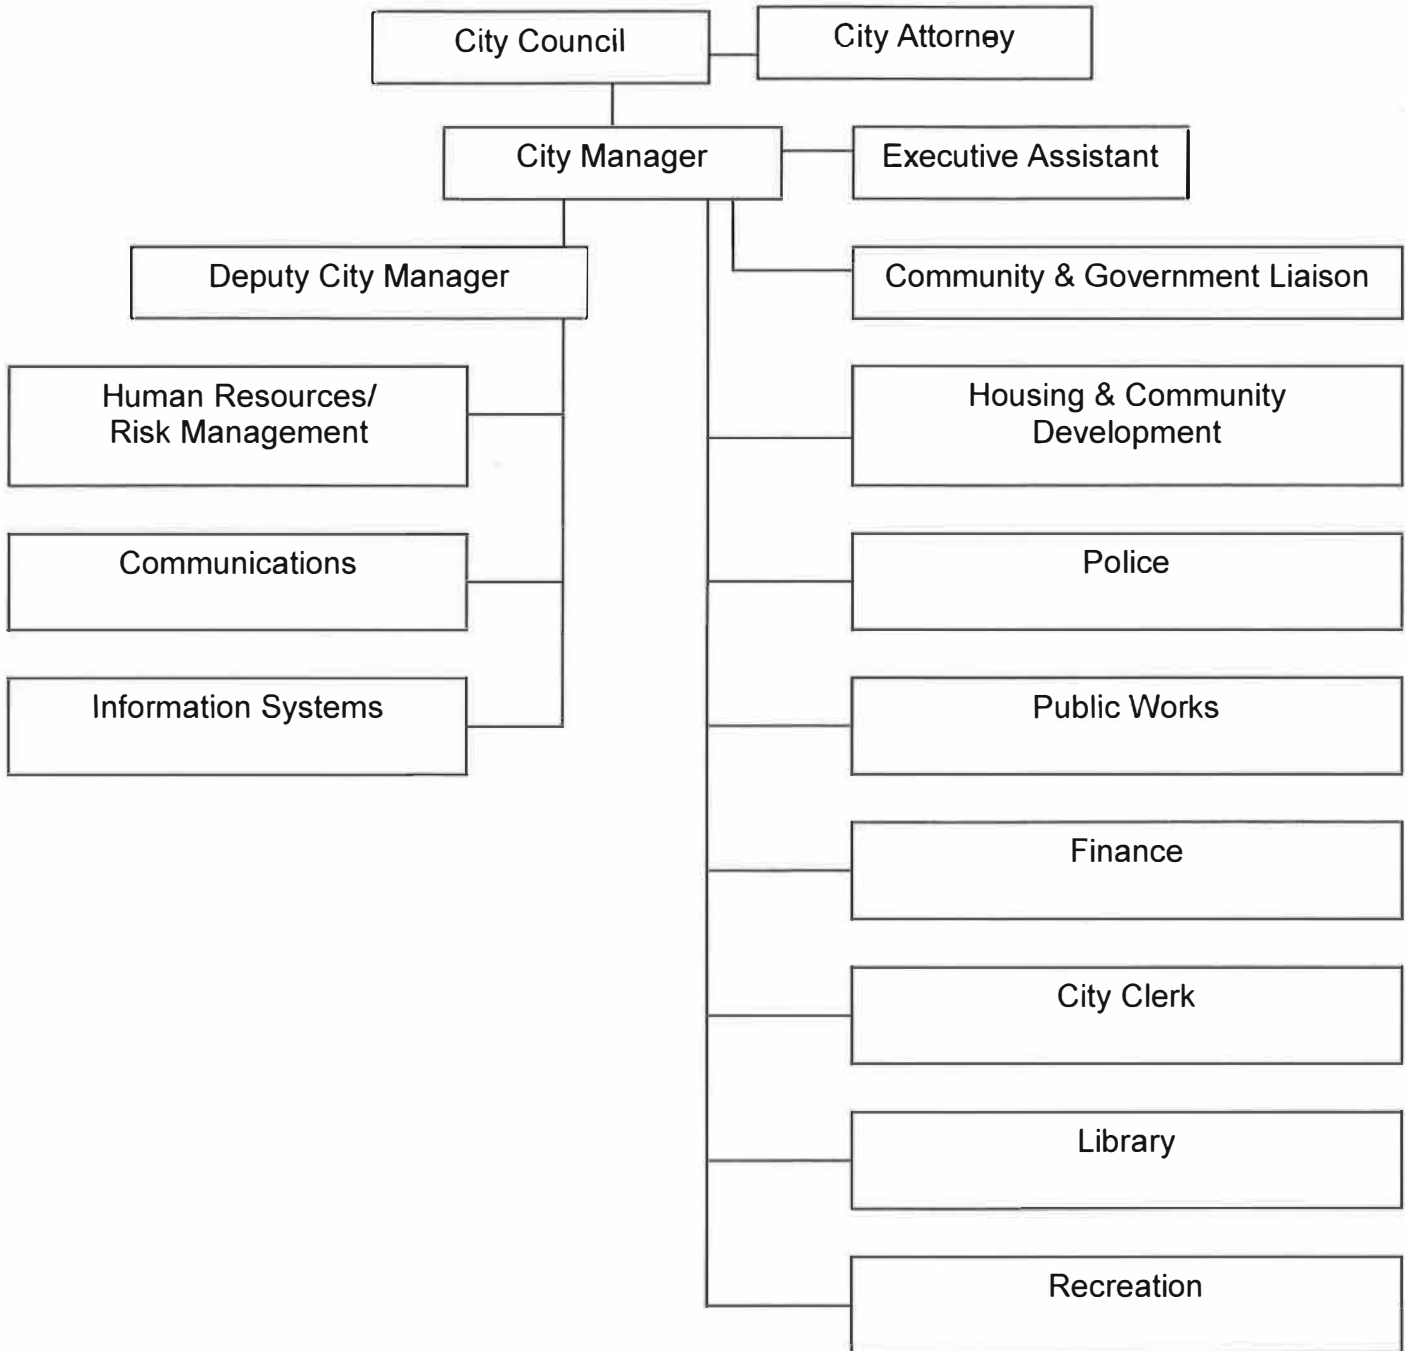 City Council
City Attorney
City Manager
Executive Assistant
Deputy City Manager
Community & Government Liaison
Human Resources/
Risk Management
Housing & Community
Development
Communications
Police
Information Systems
Public Works
Finance
City Clerk
Library
Recreation